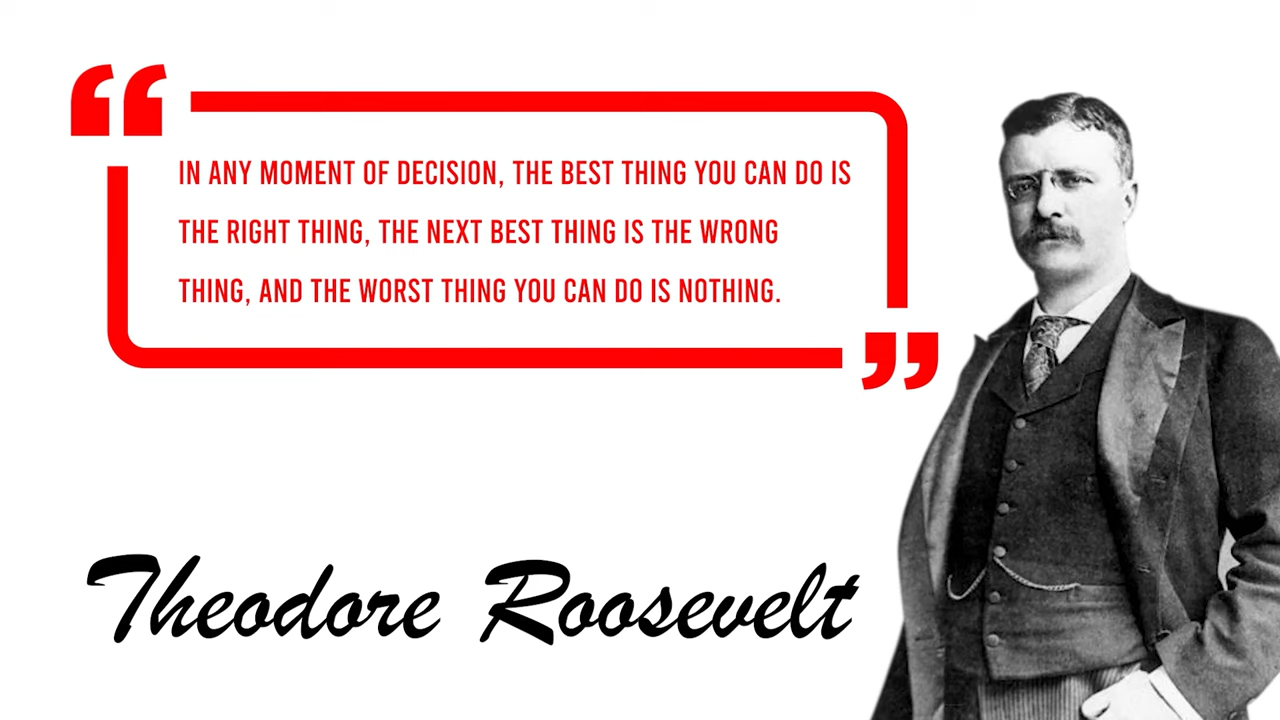 “
IN ANY MOMENT OF DECISION, THE BEST THING YOU CAN DO IS
THE RIGHT THING, THE NEXT BEST THING IS THE WRONG
THING, AND THE WORST THING YOU CAN DO IS NOTHING.
”
Theodore Roosevelt